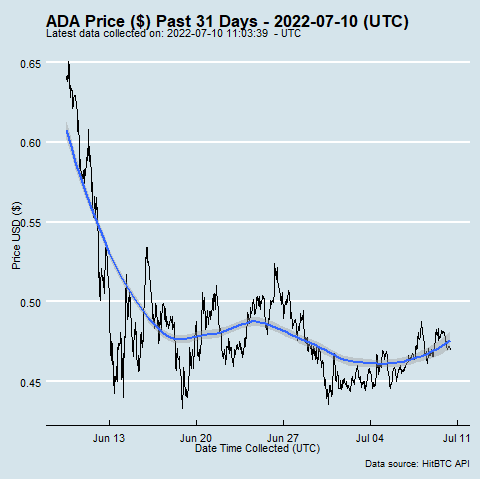 ADA Price ($) Past 31 Days - 2022-07-10 (UTC)
Latest data collected on: 2022-07-10 11:03:39  - UTC
0.65
0.60
0.55
0.50
0.45
Price USD ($)
Jun 13
Jun 20
Jun 27
Jul 04
Jul 11
Date Time Collected (UTC)
Data source: HitBTC API